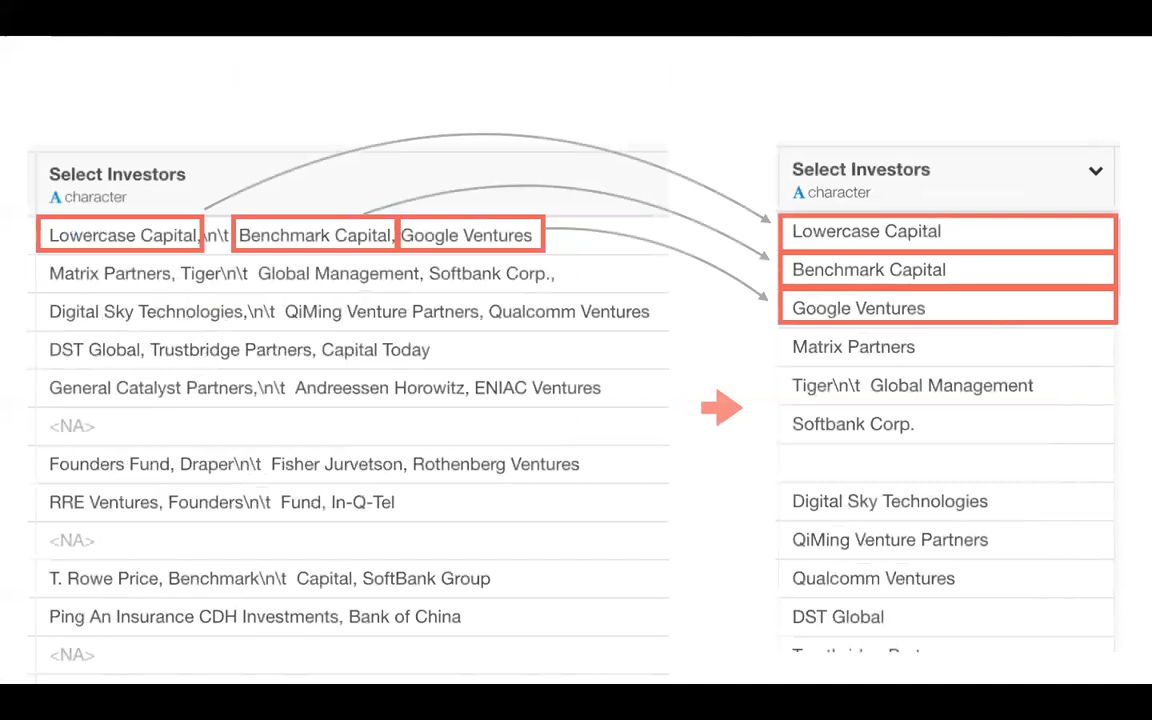 Select Investors
A character
Lowercase Capital,\n\t Benchmark Capital, Google Ventures
Matrix Partners, Tiger\n\t Global Management, Softbank Corp.,
Digital Sky Technologies,\n\t QiMing Venture Partners, Qualcomm Ventures
DST Global, Trustbridge Partners, Capital Today
General Catalyst Partners,\n\t Andreessen Horowitz, ENIAC Ventures
<NA>
Founders Fund, Draper\n\t Fisher Jurvetson, Rothenberg Ventures
RRE Ventures, Founders\n\t Fund, In-Q-Tel
<NA>
T. Rowe Price, Benchmark\n\t Capital, SoftBank Group
Ping An Insurance CDH Investments, Bank of China
<NA>
Select Investors
A character
Lowercase Capital
Benchmark Capital
Google Ventures
Matrix Partners
Tiger\n\t Global Management
Softbank Corp.
Digital Sky Technologies
QiMing Venture Partners
Qualcomm Ventures
DST Global